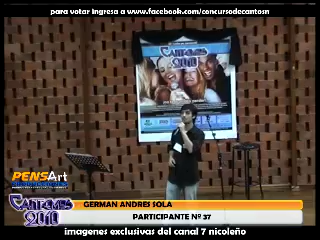 para votar ingresa a www.facebook.com/concursodecantosn
Cantemos
2010
PENSArt
Cantemos
2010
GERMAN ANDRES SOLA
PARTICIPANTE Nº 37
imagenes exclusivas del canal 7 nicoleño